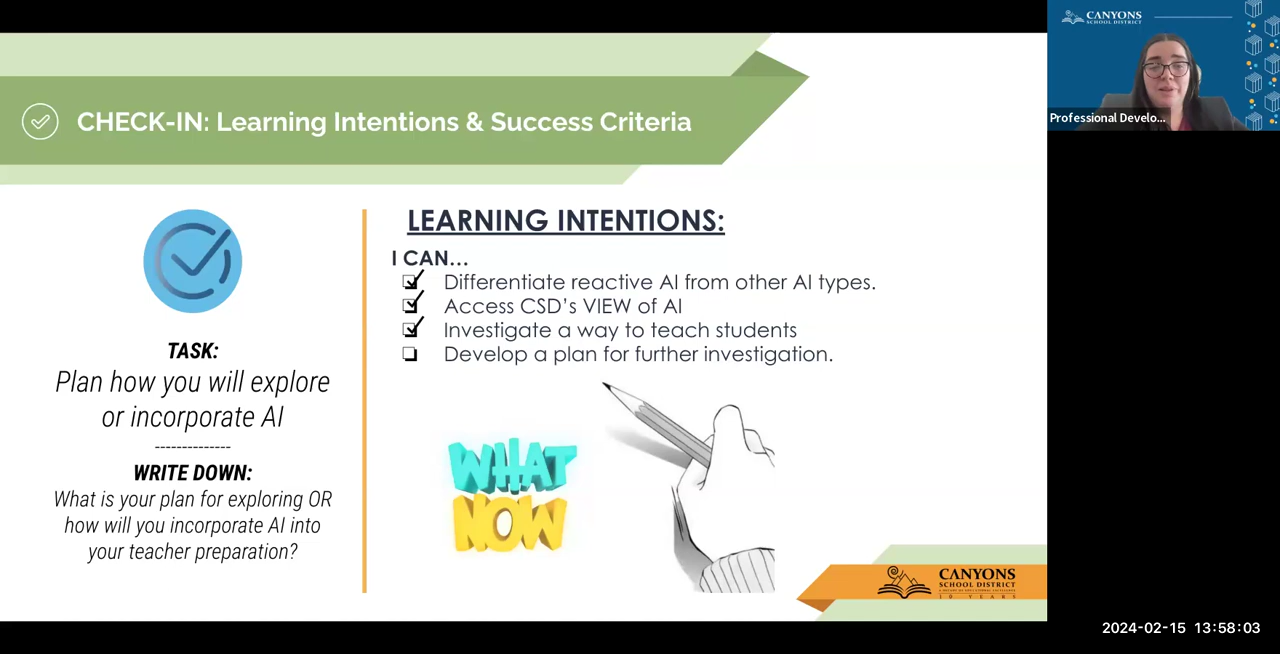 CANYONS
SCHOOL DISTRICT
Professional Develo...
CHECK-IN: Learning Intentions & Success Criteria
TASK:
Plan how you will explore
or incorporate AI
--------------
WRITE DOWN:
What is your plan for exploring OR
how will you incorporate AI into
your teacher preparation?
LEARNING INTENTIONS:
I CAN...
Differentiate reactive AI from other AI types.
Access CSD's VIEW of AI
Investigate a way to teach students
Develop a plan for further investigation.
WHAT
NOW
CANYONS
SCHOOL DISTRICT
2024-02-15 13:58:03